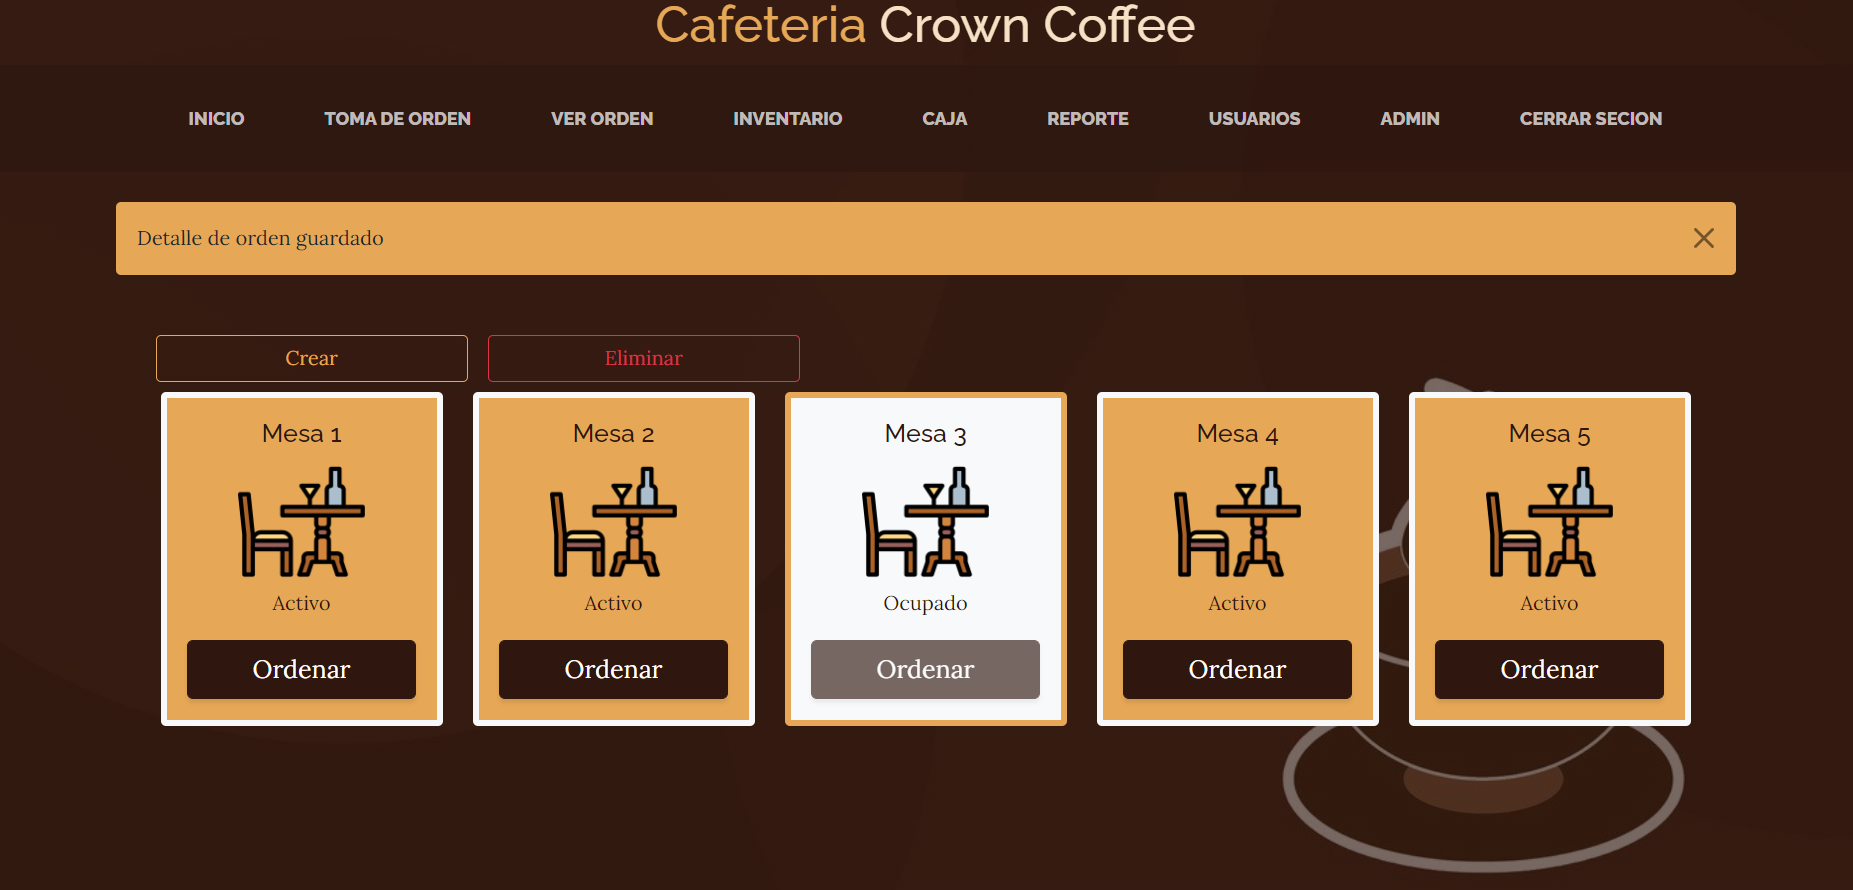 Cafeteria Crown Coffee
INICIO TOMA DE ORDEN VER ORDEN INVENTARIO CAJA REPORTE USUARIOS ADMIN CERRAR SECION
Detalle de orden guardado
Crear Eliminar
Mesa 1 Mesa 2 Mesa 3 Mesa 4 Mesa 5
Activo Activo Ocupado Activo Activo
Ordenar Ordenar Ordenar Ordenar Ordenar